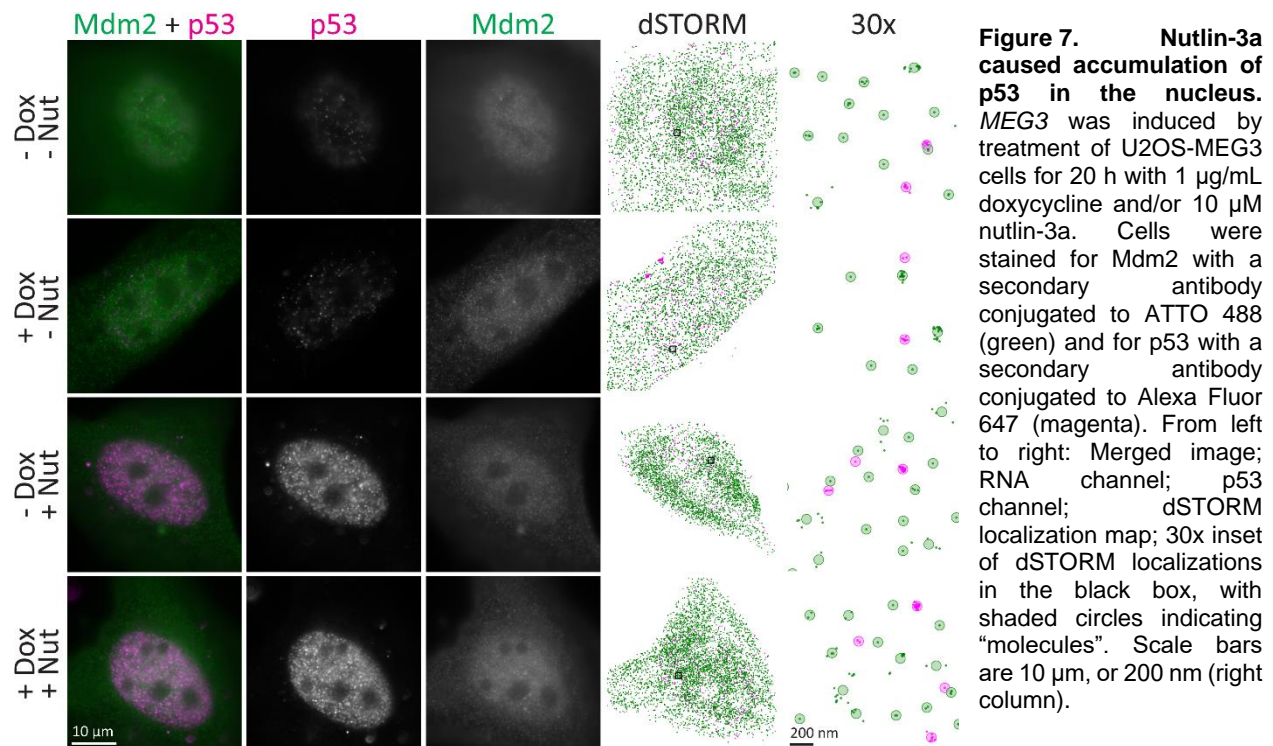 Mdm2 + p53 p53 Mdm2 dSTORM 30x
- Dox
- Nut
+ Dox
- Nut
- Dox
+ Nut
+ Dox
+ Nut
10 µm
200 nm
Figure 7. Nutlin-3a
caused accumulation of
p53 in the nucleus.
MEG3 was induced by
treatment of U2OS-MEG3
cells for 20 h with 1 µg/mL
doxycycline and/or 10 µM
nutlin-3a. Cells were
stained for Mdm2 with a
secondary antibody
conjugated to ATTO 488
(green) and for p53 with a
secondary antibody
conjugated to Alexa Fluor
647 (magenta). From left
to right: Merged image;
RNA channel; p53
channel; dSTORM
localization map; 30x inset
of dSTORM localizations
in the black box, with
shaded circles indicating
“molecules”. Scale bars
are 10 µm, or 200 nm (right
column).